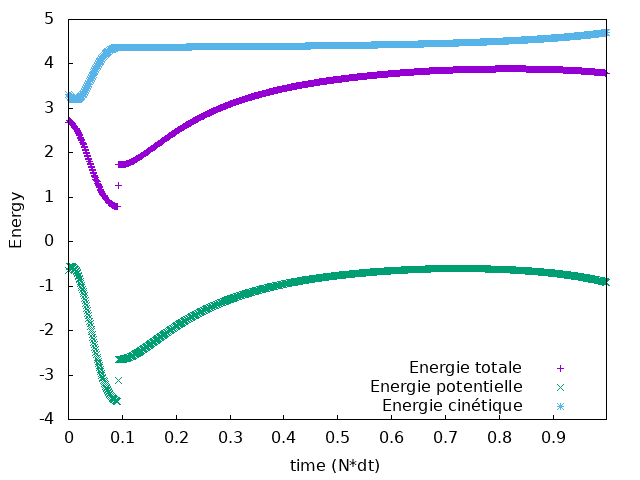 5
4
3
2
1
0
-1
-2
-3
-4
Energy
Energie totale
Energie potentielle
Energie cinétique
0 0.1 0.2 0.3 0.4 0.5 0.6 0.7 0.8 0.9
time (N*dt)